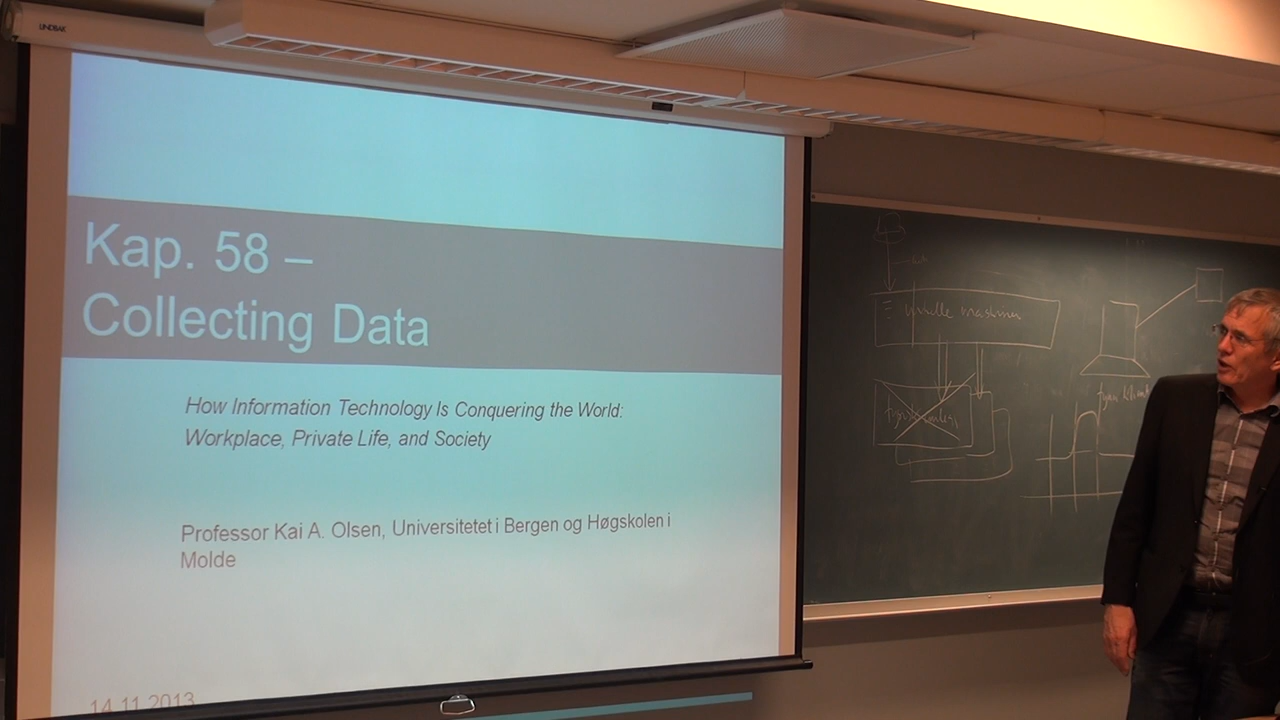 LINDBAK
Kap. 58 –
Collecting Data
How Information Technology Is Conquering the World:
Workplace, Private Life, and Society
Professor Kai A. Olsen, Universitetet i Bergen og Høgskolen i
Molde
14.11.2013